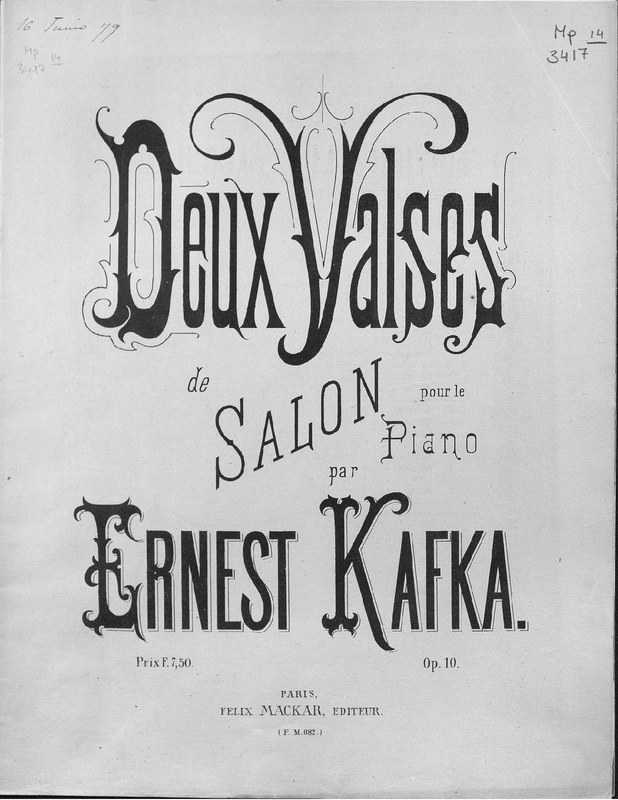 16 Junio 79
Mp 14
3417
Mp 14
3417
Deux Valses
de SALON pour le
Piano
par
ERNEST KAFKA.
Prix F. 7,50. Op. 10.
PARIS,
FELIX MACKAR, EDITEUR.
(F. M. 682.)